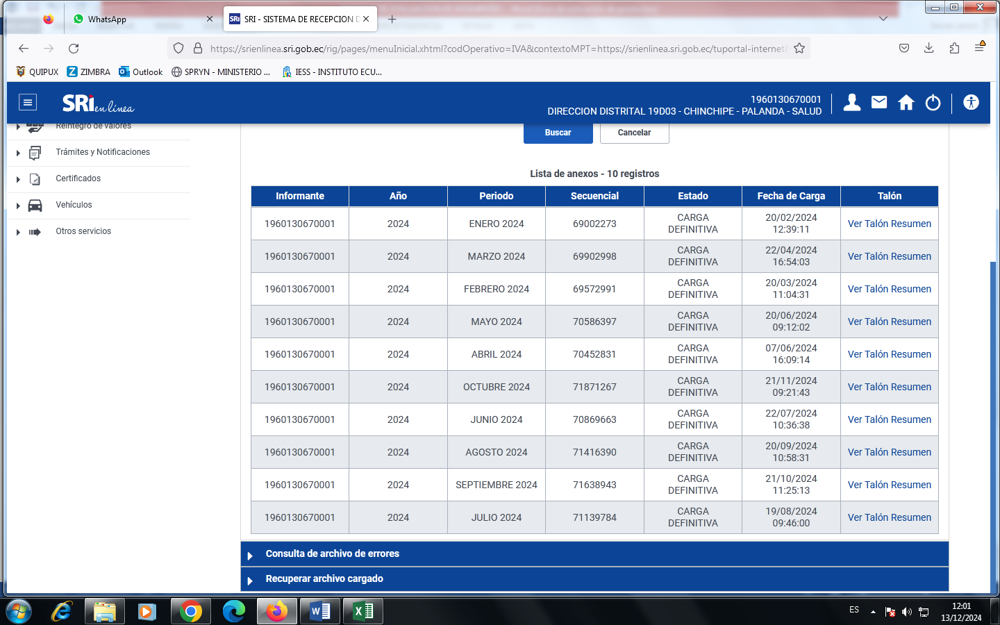 WhatsApp
SRi SRI - SISTEMA DE RECEPCION D
https://srienlinea.sri.gob.ec/rig/pages/menuInicial.xhtml?codOperativo=IVA&contextoMPT=https://srienlinea.sri.gob.ec/tuportal-internet
QUIPUX ZIMBRA Outlook SPRYN - MINISTERIO ... IESS - INSTITUTO ECU...
SRi en línea
1960130670001
DIRECCION DISTRITAL 19D03 - CHINCHIPE - PALANDA - SALUD
Reintegro de valores
Trámites y Notificaciones
Certificados
Vehículos
Otros servicios
Buscar Cancelar
Lista de anexos - 10 registros
Informante Año Periodo Secuencial Estado Fecha de Carga Talón
1960130670001 2024 ENERO 2024 69002273 CARGA DEFINITIVA 20/02/2024 12:39:11 Ver Talón Resumen
1960130670001 2024 MARZO 2024 69902998 CARGA DEFINITIVA 22/04/2024 16:54:03 Ver Talón Resumen
1960130670001 2024 FEBRERO 2024 69572991 CARGA DEFINITIVA 20/03/2024 11:04:31 Ver Talón Resumen
1960130670001 2024 MAYO 2024 70586397 CARGA DEFINITIVA 20/06/2024 09:12:02 Ver Talón Resumen
1960130670001 2024 ABRIL 2024 70452831 CARGA DEFINITIVA 07/06/2024 16:09:14 Ver Talón Resumen
1960130670001 2024 OCTUBRE 2024 71871267 CARGA DEFINITIVA 21/11/2024 09:21:43 Ver Talón Resumen
1960130670001 2024 JUNIO 2024 70869663 CARGA DEFINITIVA 22/07/2024 10:36:38 Ver Talón Resumen
1960130670001 2024 AGOSTO 2024 71416390 CARGA DEFINITIVA 20/09/2024 10:58:31 Ver Talón Resumen
1960130670001 2024 SEPTIEMBRE 2024 71638943 CARGA DEFINITIVA 21/10/2024 11:25:13 Ver Talón Resumen
1960130670001 2024 JULIO 2024 71139784 CARGA DEFINITIVA 19/08/2024 09:46:00 Ver Talón Resumen
Consulta de archivo de errores
Recuperar archivo cargado
ES
12:01
13/12/2024